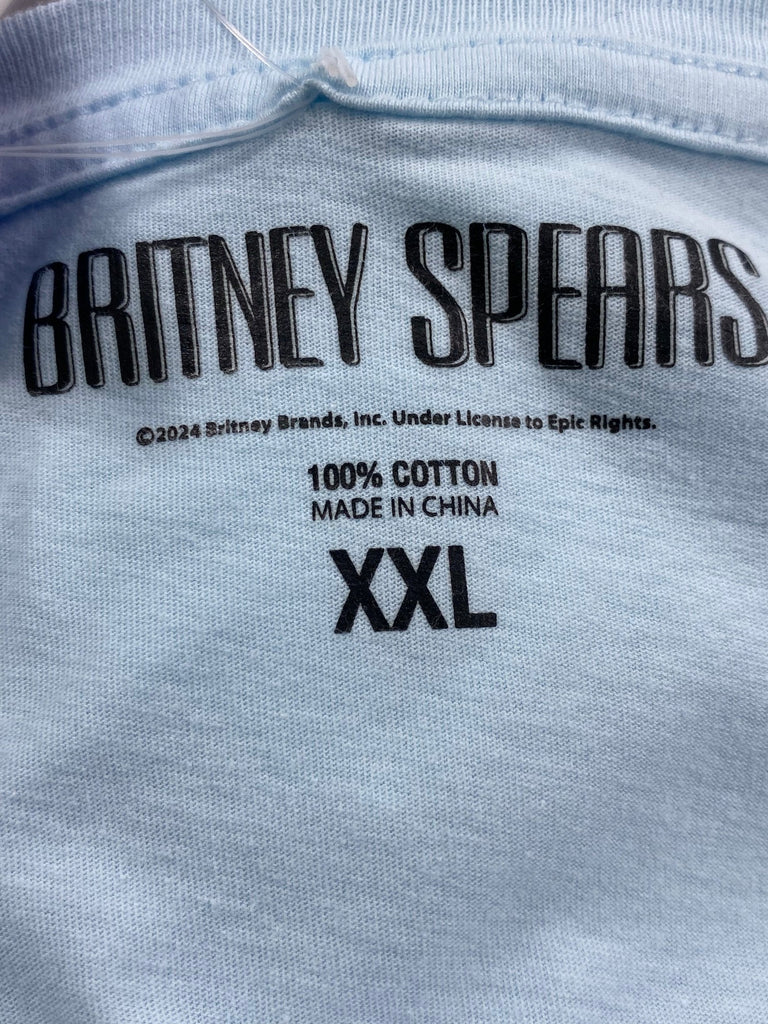 BRITNEY SPEARS
©2024 Britney Brands, Inc. Under License to Epic Rights.
100% COTTON
MADE IN CHINA
XXL